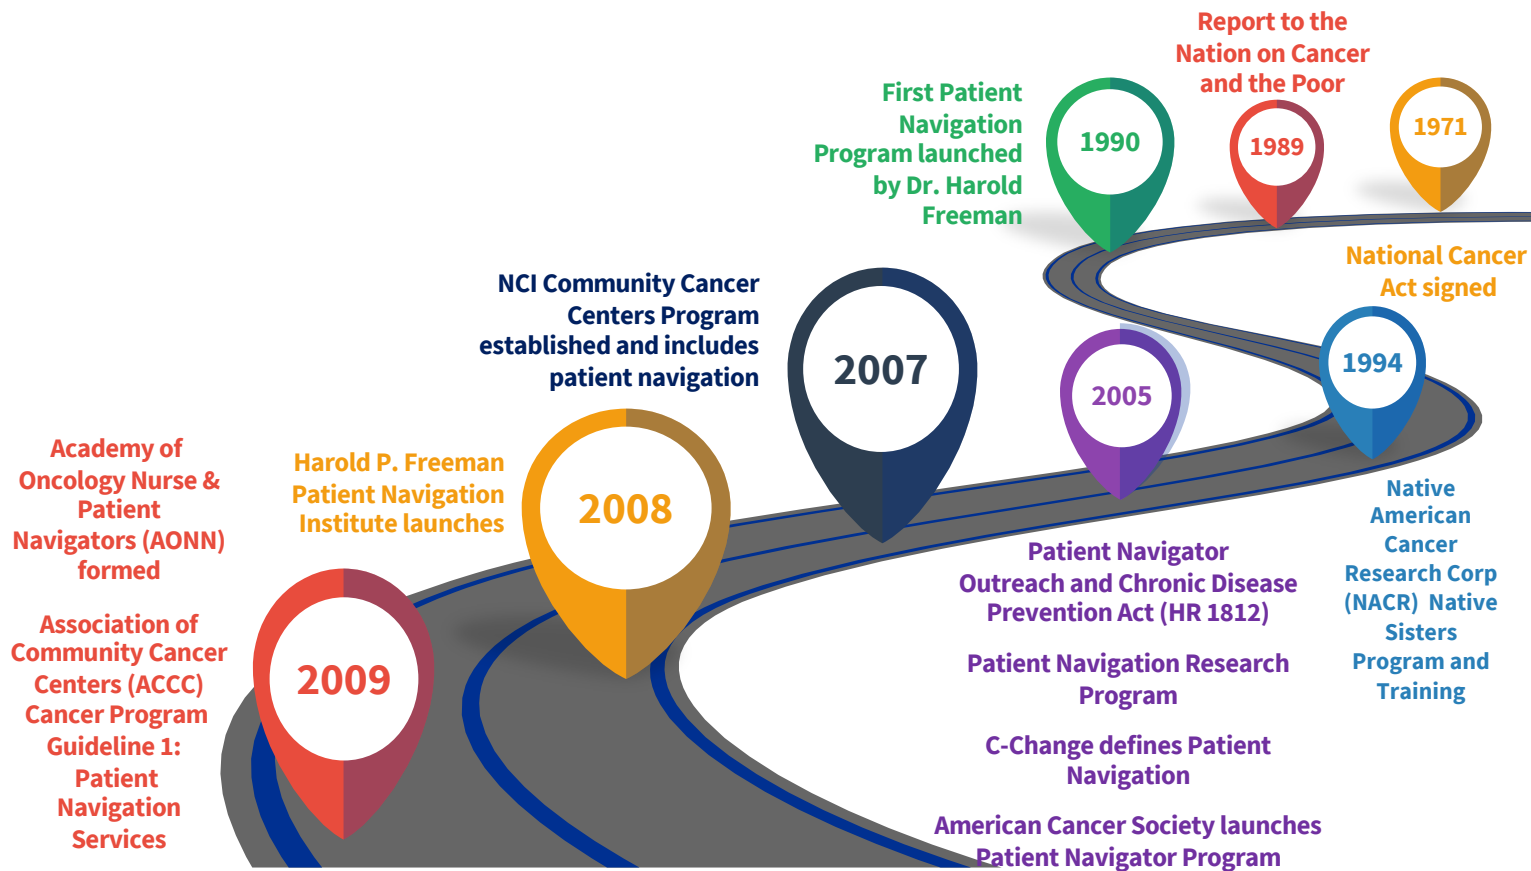 Report to the
Nation on Cancer
and the Poor
1989
1971
National Cancer
Act signed
First Patient
Navigation
Program launched
by Dr. Harold
Freeman
1990
1994
Native
American
Cancer
Research Corp
(NACR)  Native
Sisters
Program and
Training
2005
Patient Navigator
Outreach and Chronic Disease
Prevention Act (HR 1812)
Patient Navigation Research
Program
C-Change defines Patient
Navigation
American Cancer Society launches
Patient Navigator Program
NCI Community Cancer
Centers Program
established and includes
patient navigation
2007
Harold P. Freeman
Patient Navigation
Institute launches
2008
Academy of
Oncology Nurse &
Patient
Navigators (AONN)
formed
Association of
Community Cancer
Centers (ACCC)
Cancer Program
Guideline 1:
Patient
Navigation
Services
2009